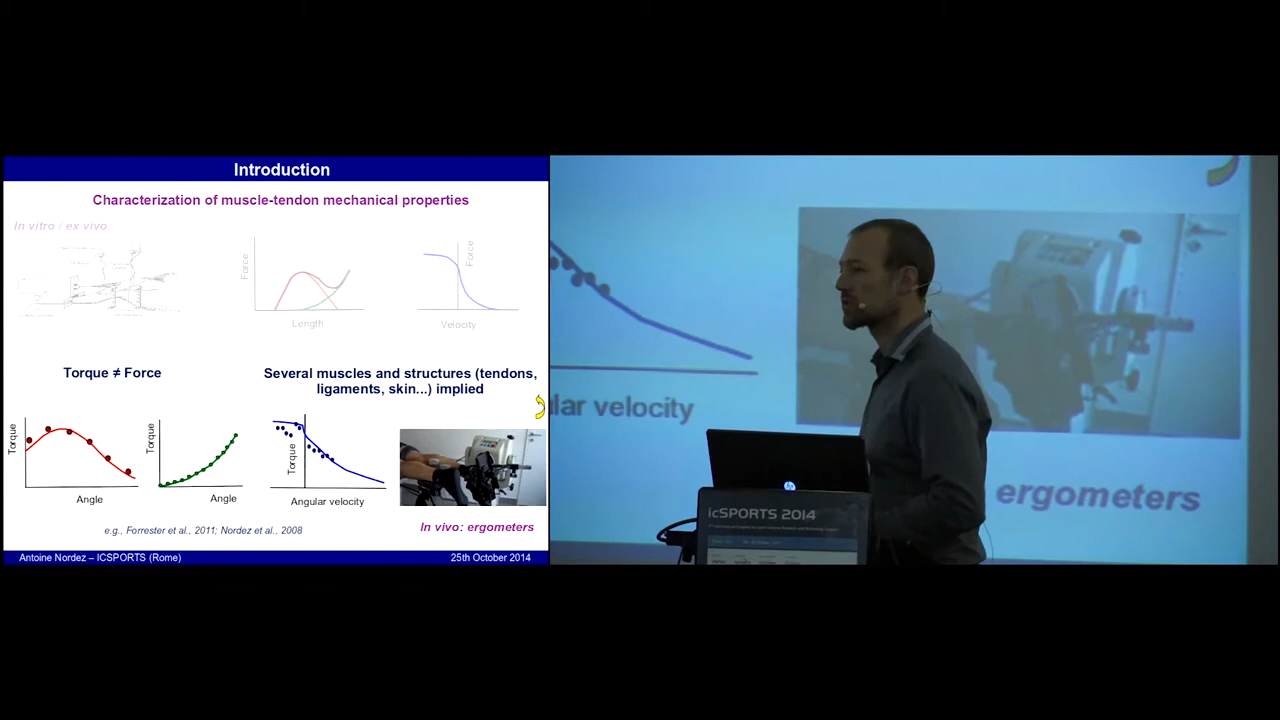 Introduction
Characterization of muscle-tendon mechanical properties
In vitro / ex vivo
Force
Length
Force
Velocity
Torque ≠ Force
Several muscles and structures (tendons,
ligaments, skin...) implied
Torque
Angle
Torque
Angle
Torque
Angular velocity
e.g., Forrester et al., 2011; Nordez et al., 2008
In vivo: ergometers
Antoine Nordez – ICSPORTS (Rome)
25th October 2014
ular velocity
ergometers
hp
icSPORTS 2014